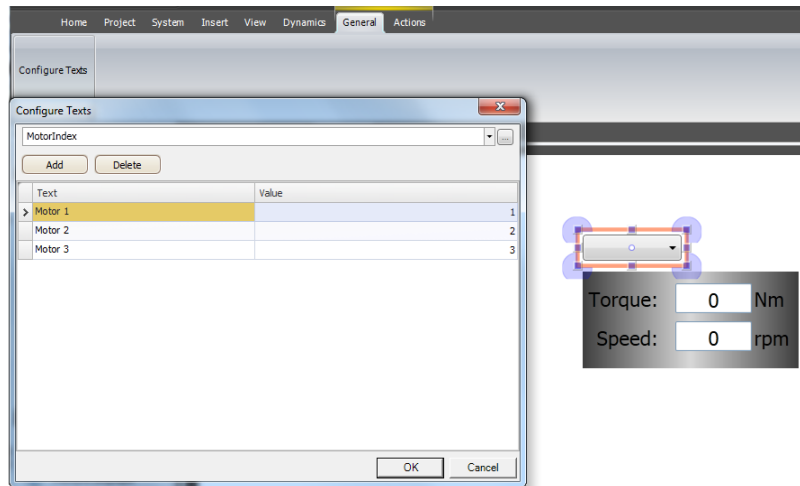 Home Project System Insert View Dynamics General Actions
Configure Texts
Configure Texts
MotorIndex
...
Add Delete
Text Value
Motor 1 1
Motor 2 2
Motor 3 3
OK Cancel
Torque: 0 Nm
Speed: 0 rpm